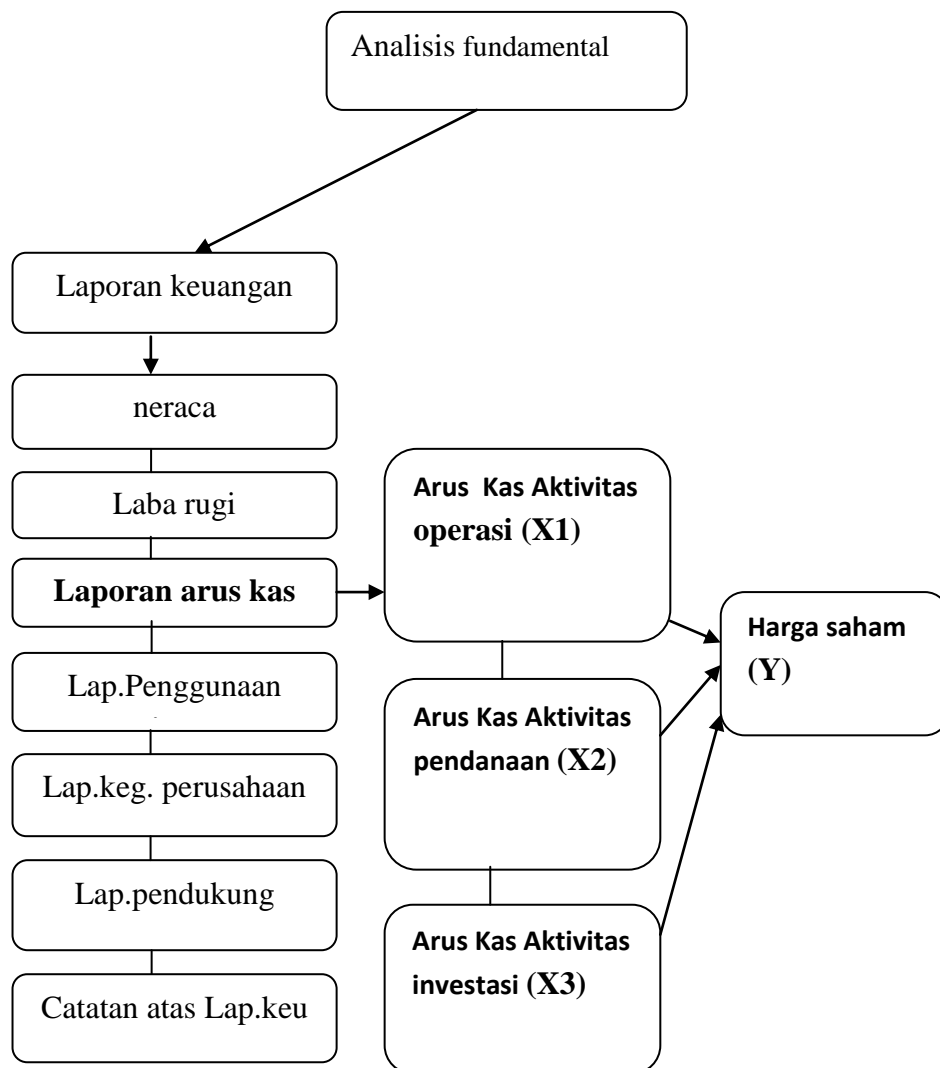 Analisis fundamental
Laporan keuangan
neraca
Laba rugi
Laporan arus kas
Lap.Penggunaan
Lap.keg. perusahaan
Lap.pendukung
Catatan atas Lap.keu
Arus Kas Aktivitas
operasi (X1)
Arus Kas Aktivitas
pendanaan (X2)
Arus Kas Aktivitas
investasi (X3)
Harga saham
(Y)